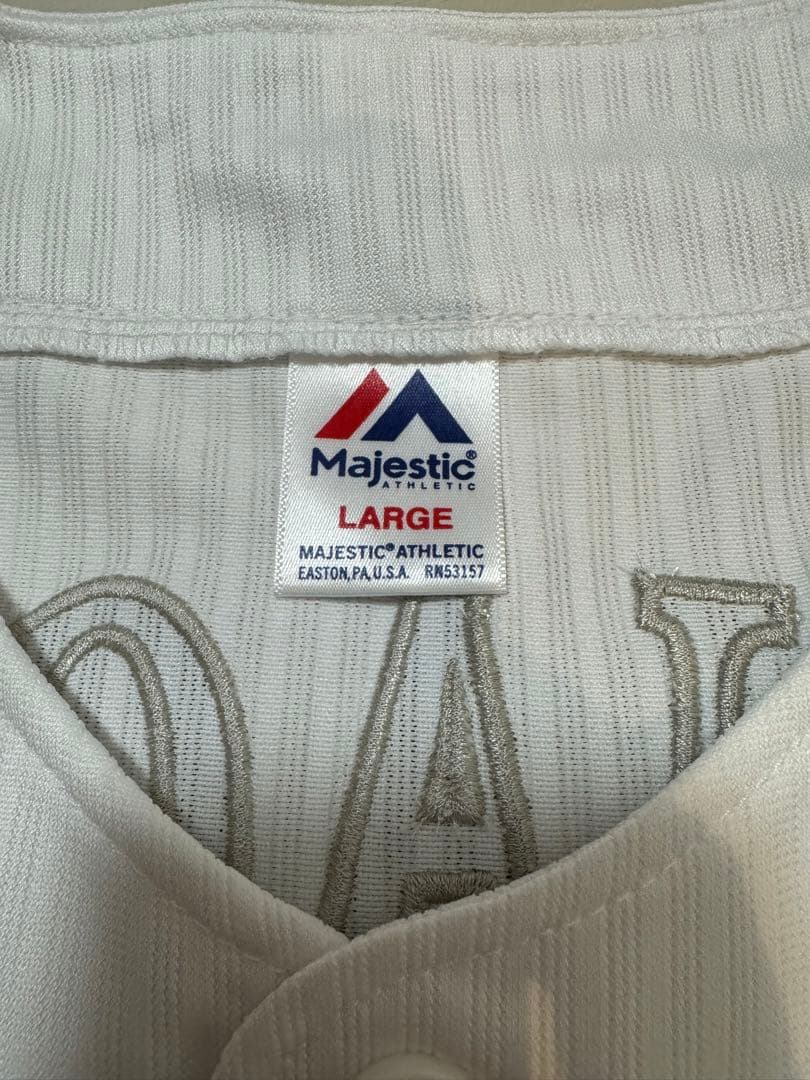 Majestic®
ATHLETIC
LARGE
MAJESTIC® ATHLETIC
EASTON, PA, U.S.A. RN53157